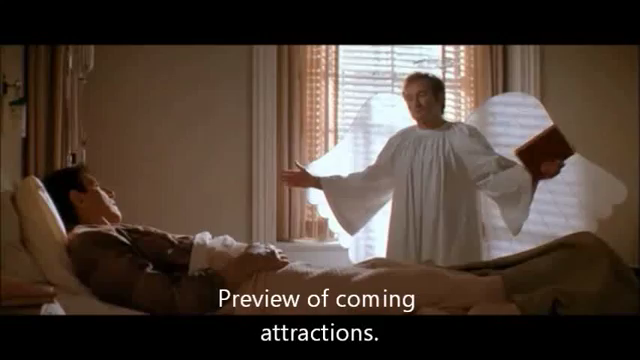 Preview of coming
attractions.